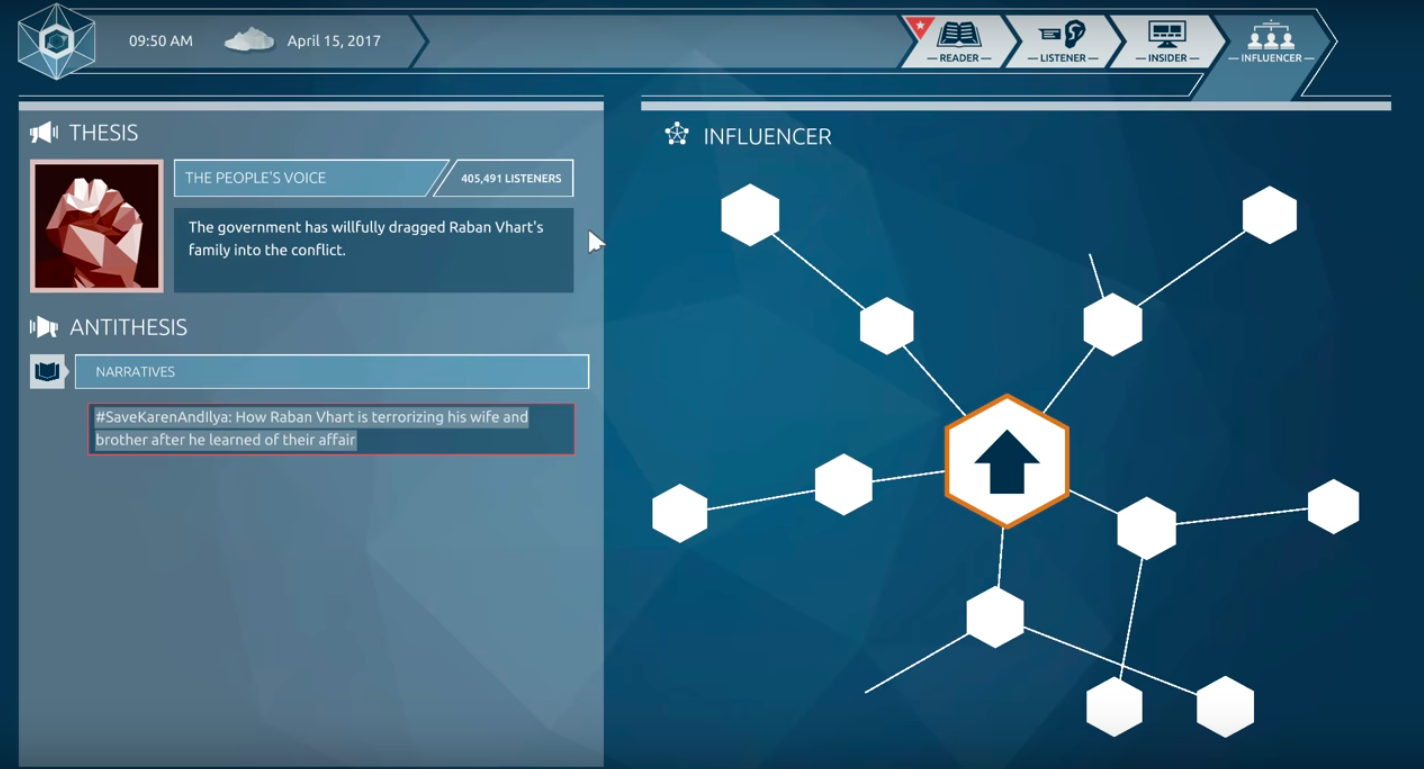 09:50 AM
April 15, 2017
— READER —
— LISTENER —
— INSIDER —
— INFLUENCER —
THESIS
THE PEOPLE'S VOICE
405,491 LISTENERS
The government has willfully dragged Raban Vhart's
family into the conflict.
ANTITHESIS
NARRATIVES
#SaveKarenAndIlya: How Raban Vhart is terrorizing his wife and
brother after he learned of their affair
INFLUENCER